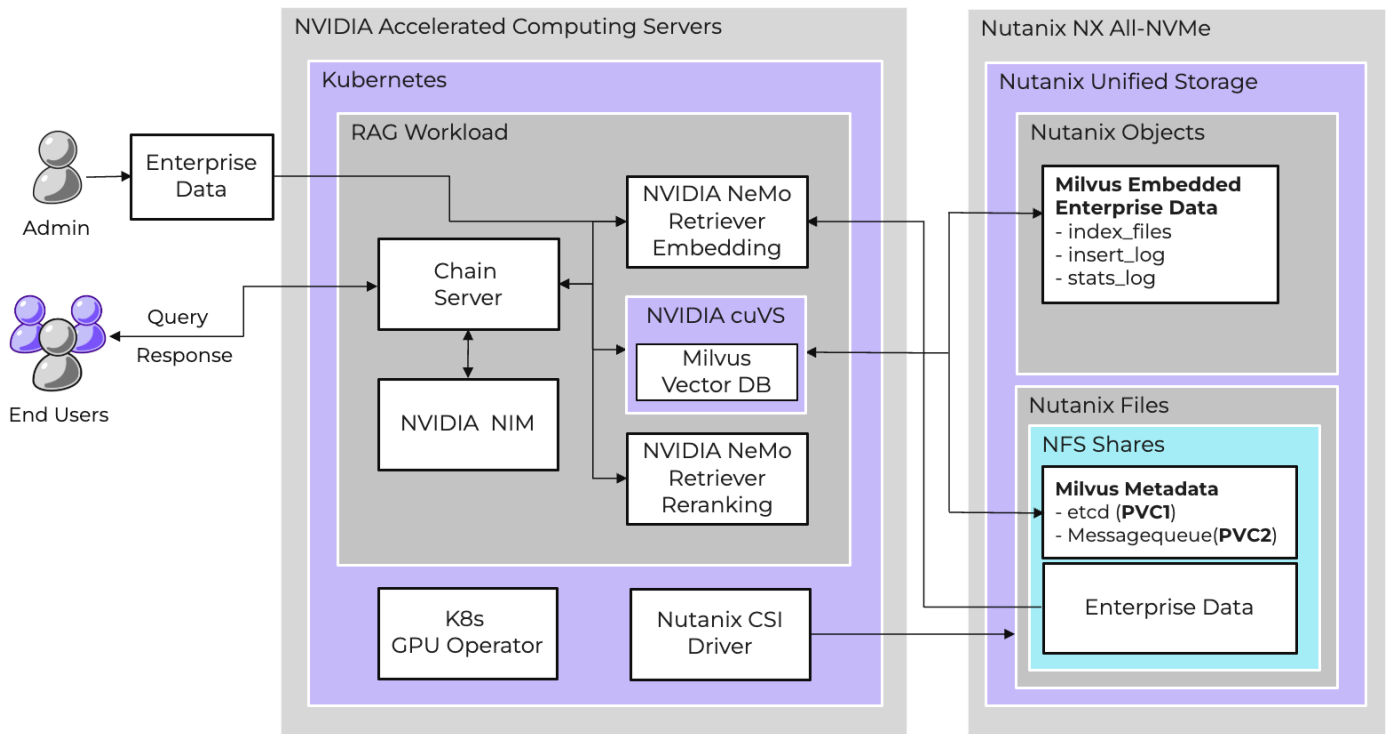 NVIDIA Accelerated Computing Servers
Kubernetes
RAG Workload
Admin
Enterprise
Data
End Users
Query
Response
Chain
Server
NVIDIA NIM
NVIDIA NeMo
Retriever
Embedding
NVIDIA cuVS
Milvus
Vector DB
NVIDIA NeMo
Retriever
Reranking
K8s
GPU Operator
Nutanix CSI
Driver
Nutanix NX All-NVMe
Nutanix Unified Storage
Nutanix Objects
Milvus Embedded
Enterprise Data
- index_files
- insert_log
- stats_log
Nutanix Files
NFS Shares
Milvus Metadata
- etcd (PVC1)
- Messagequeue(PVC2)
Enterprise Data